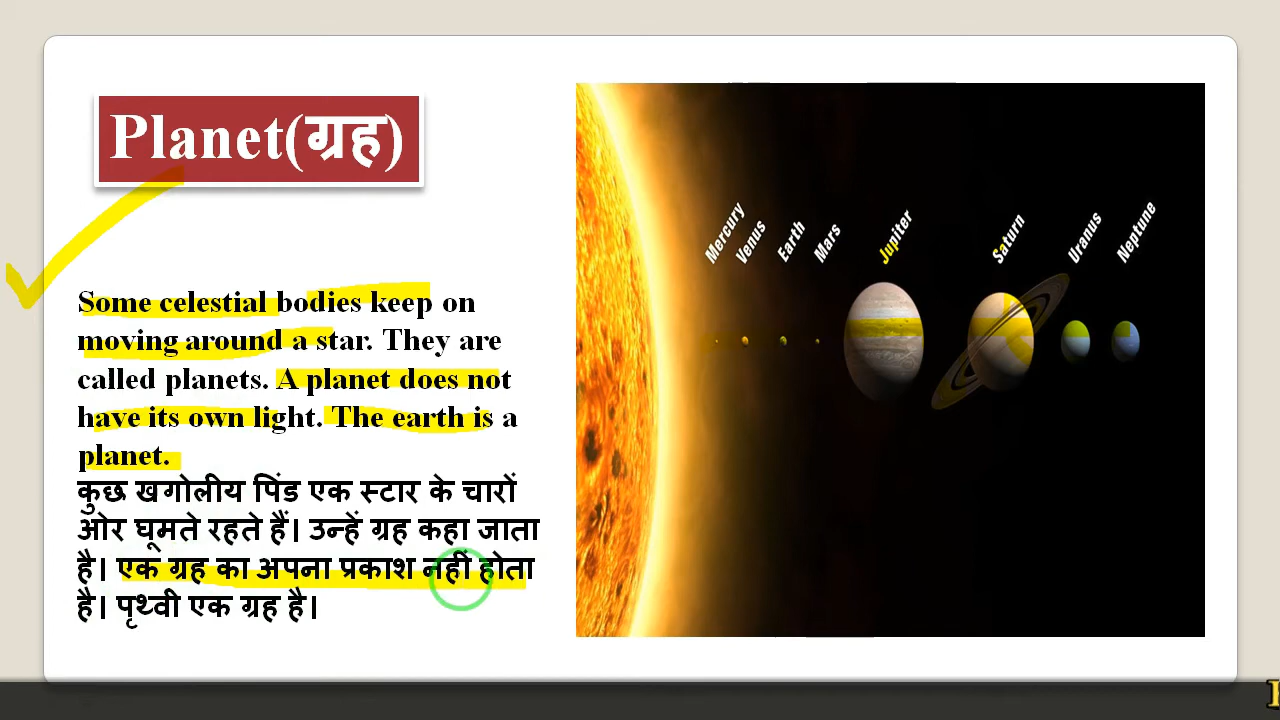 Planet(ग्रह)
Some celestial bodies keep on
moving around a star. They are
called planets. A planet does not
have its own light. The earth is a
planet.
कुछ खगोलीय पिंड एक स्टार के चारों
ओर घूमते रहते हैं। उन्हें ग्रह कहा जाता
है। एक ग्रह का अपना प्रकाश नहीं होता
है। पृथ्वी एक ग्रह है।
Mercury
Venus
Earth
Mars
Jupiter
Saturn
Uranus
Neptune